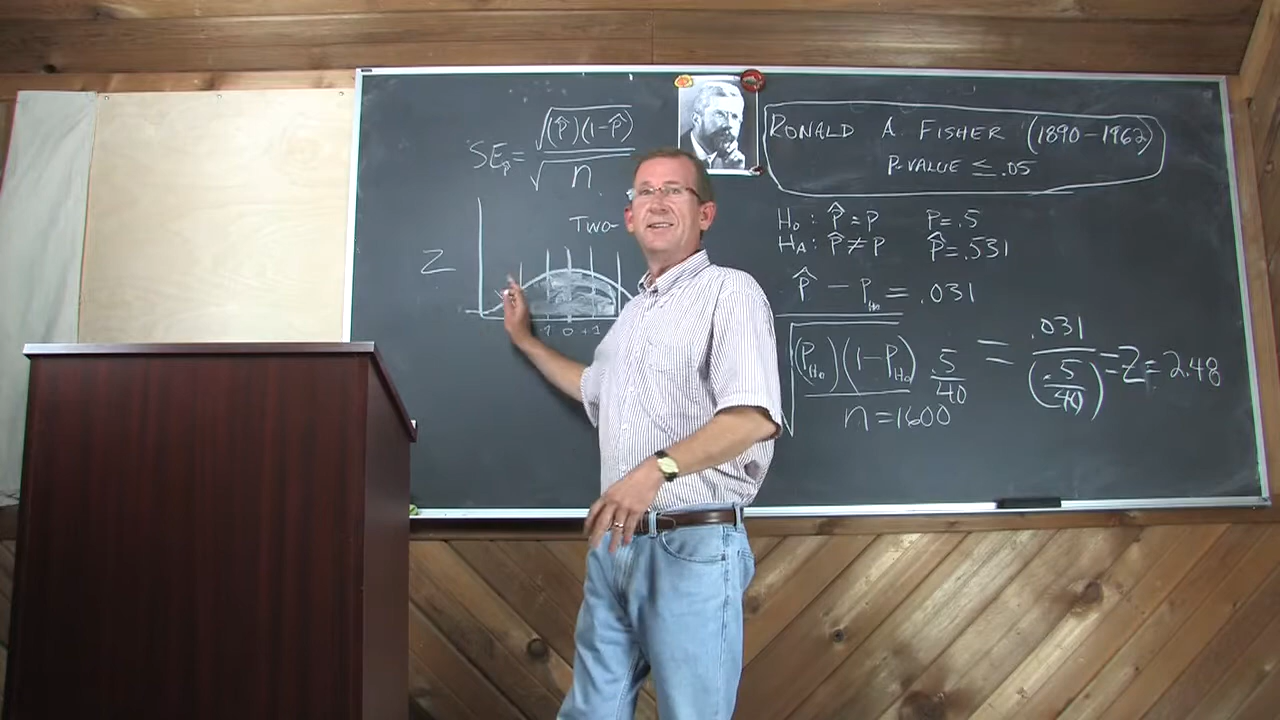 SEp = √(p̂)(1-p̂)
√n
Two-
Z
-1 0 +1
RONALD A FISHER (1890-1962)
P-VALUE ≤ .05
H₀: p̂ = p P = .5
Hᴀ: p̂ ≠ p p̂ = .531
p̂ - pH₀ = .031
(PH₀)(1-PH₀) .5/40
n=1600
= .031/(.5/40) = Z = 2.48